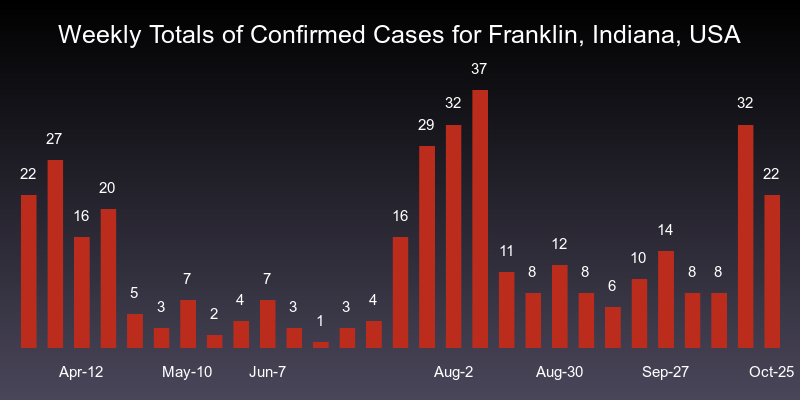 Weekly Totals of Confirmed Cases for Franklin, Indiana, USA
22 27 16 20 5 3 7 2 4 7 3 1 3 4 16 29 32 37 11 8 12 8 6 10 14 8 8 32 22
Apr-12 May-10 Jun-7 Aug-2 Aug-30 Sep-27 Oct-25